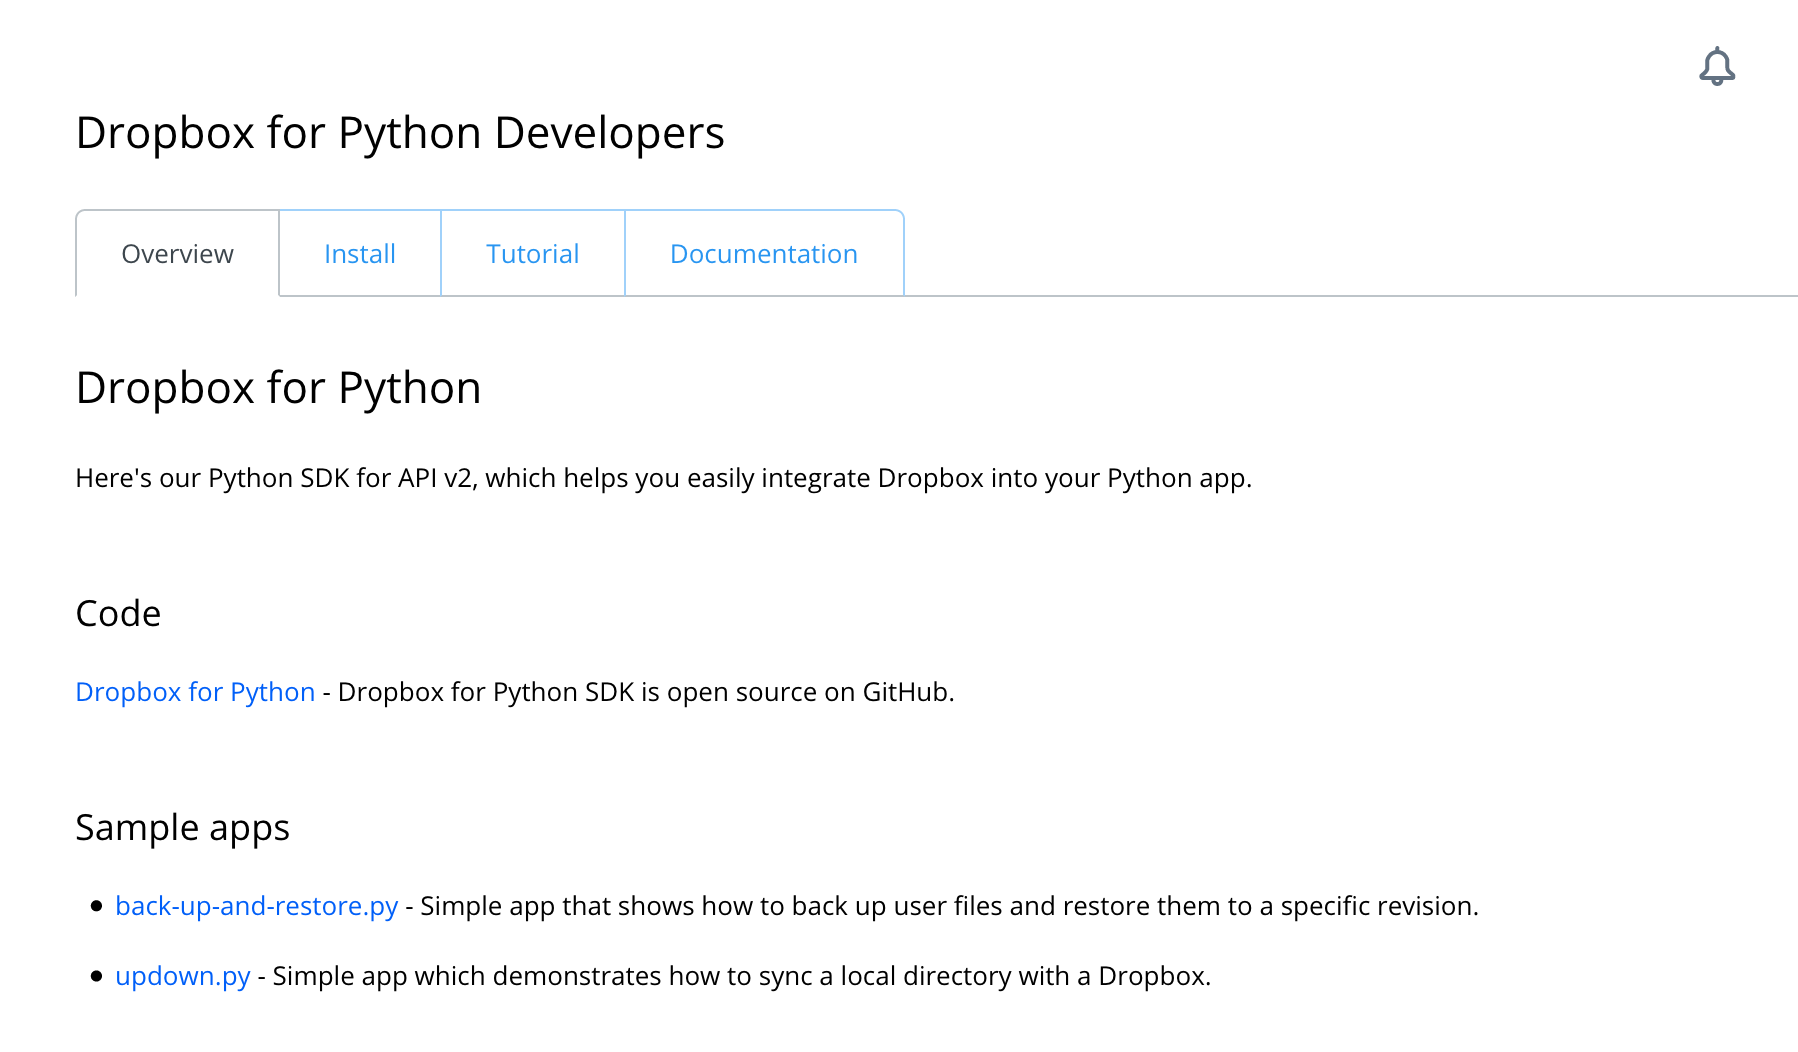 Dropbox for Python Developers
Overview
Install
Tutorial
Documentation
Dropbox for Python
Here's our Python SDK for API v2, which helps you easily integrate Dropbox into your Python app.
Code
Dropbox for Python - Dropbox for Python SDK is open source on GitHub.
Sample apps
back-up-and-restore.py - Simple app that shows how to back up user files and restore them to a specific revision.
updown.py - Simple app which demonstrates how to sync a local directory with a Dropbox.